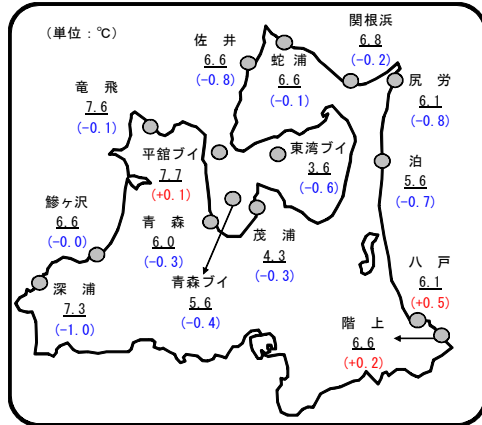 (単位：℃)
佐 井
6.6
(-0.8)
蛇 浦
6.6
(-0.1)
関根浜
6.8
(-0.2)
尻 労
6.1
(-0.8)
竜 飛
7.6
(-0.1)
平舘ブイ
7.7
(+0.1)
東湾ブイ
3.6
(-0.6)
泊
5.6
(-0.7)
鰺ヶ沢
6.6
(-0.0)
青 森
6.0
(-0.3)
茂 浦
4.3
(-0.3)
青森ブイ
5.6
(-0.4)
深 浦
7.3
(-1.0)
八 戸
6.1
(+0.5)
階 上
6.6
(+0.2)